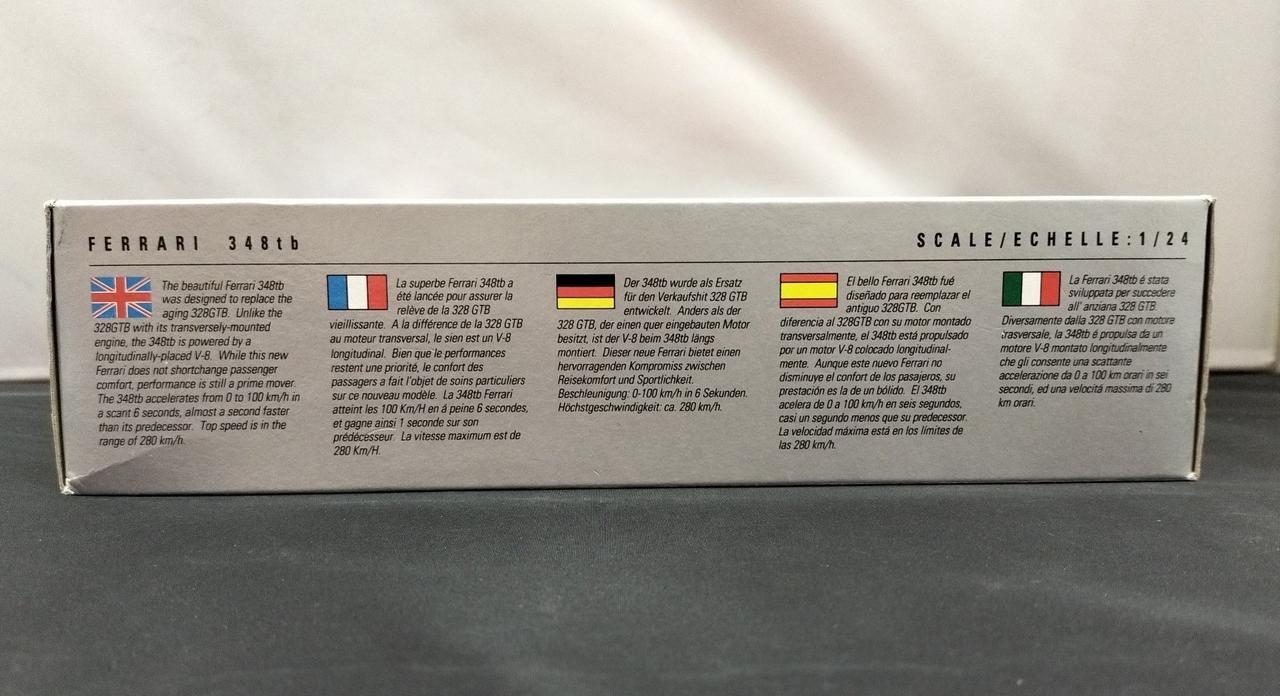 FERRARI 348tb
SCALE/ECHELLE:1/24
The beautiful Ferrari 348tb
was designed to replace the
aging 328GTB. Unlike the
328GTB with its transversely-mounted
engine, the 348tb is powered by a
longitudinally-placed V-8. While this new
Ferrari does not shortchange passenger
comfort, performance is still a prime mover.
The 348tb accelerates from 0 to 100 km/h in
a scant 6 seconds, almost a second faster
than its predecessor. Top speed is in the
range of 280 km/h.
La superbe Ferrari 348tb a
été lancée pour assurer la
relève de la 328 GTB
vieillissante. A la différence de la 328 GTB
au moteur transversal, le sien est un V-8
longitudinal. Bien que le performances
restent une priorité, le confort des
passagers a fait l'objet de soins particuliers
sur ce nouveau modèle. La 348tb Ferrari
atteint les 100 Km/H en á peine 6 secondes,
et gagne ainsi 1 seconde sur son
prédécesseur. La vitesse maximum est de
280 Km/H.
Der 348tb wurde als Ersatz
für den Verkaufshit 328 GTB
entwickelt. Anders als der
328 GTB, der einen quer eingebauten Motor
besitzt, ist der V-8 beim 348tb längs
montiert. Dieser neue Ferrari bietet einen
hervorragenden Kompromiss zwischen
Reisekomfort und Sportlichkeit.
Beschleunigung: 0-100 km/h in 6 Sekunden.
Höchstgeschwindigkeit: ca. 280 km/h.
El bello Ferrari 348tb fué
diseñado para reemplazar el
antiguo 328GTB. Con
diferencia al 328GTB con su motor montado
transversalmente, el 348tb está propulsado
por un motor V-8 colocado longitudinal-
mente. Aunque este nuevo Ferrari no
disminuye el confort de los pasajeros, su
prestación es la de un bólido. El 348tb
acelera de 0 a 100 km/h en seis segundos,
casi un segundo menos que su predecesor.
La velocidad máxima está en los límites de
las 280 km/h.
La Ferrari 348tb é stata
sviluppata per succedere
all' anziana 328 GTB.
Diversamente dalla 328 GTB con motore
trasversale, la 348tb é propulsa da un
motore V-8 montato longitudinalmente
che gli consente una scattante
accelerazione da 0 a 100 km orari in sei
secondi, ed una velocitá massima di 280
km orari.